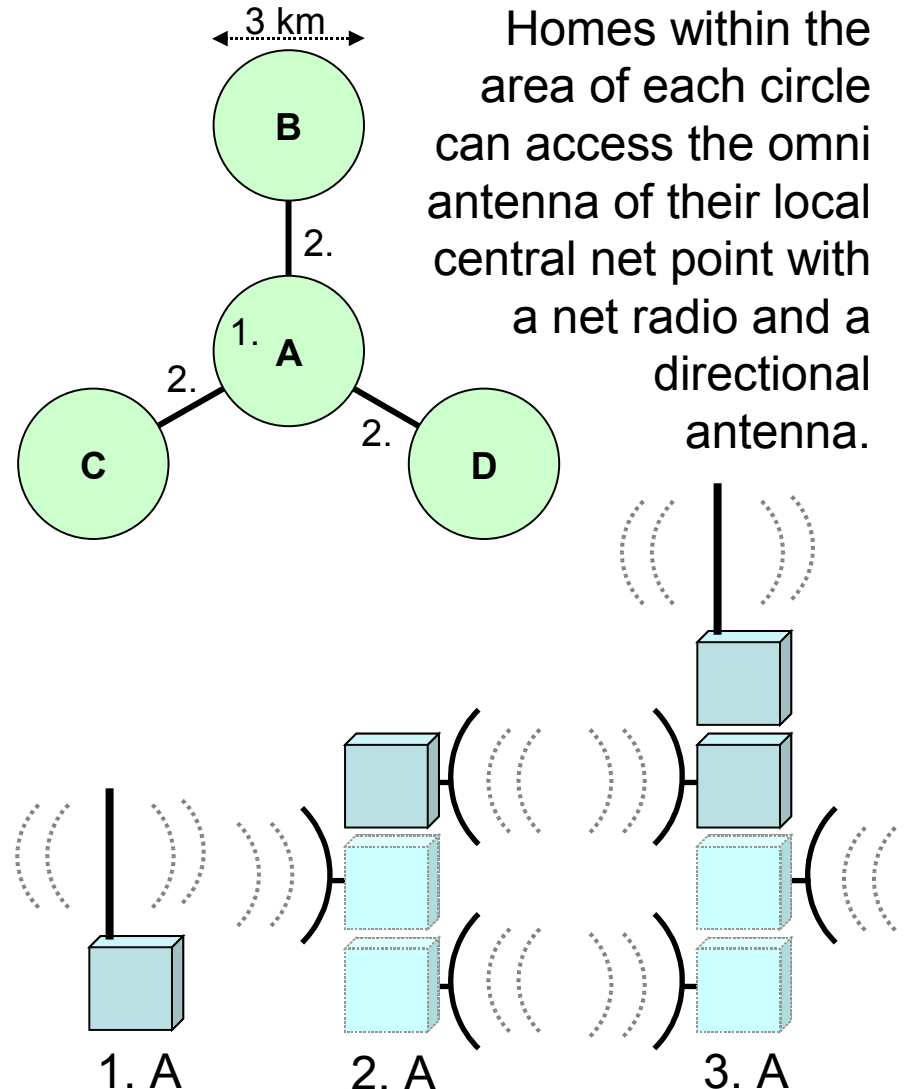 3 km
Homes within the
area of each circle
can access the omni
antenna of their local
central net point with
a net radio and a
directional
antenna.
B
2.
1.
A
2.
2.
C
D
1. A
2. A
3. A